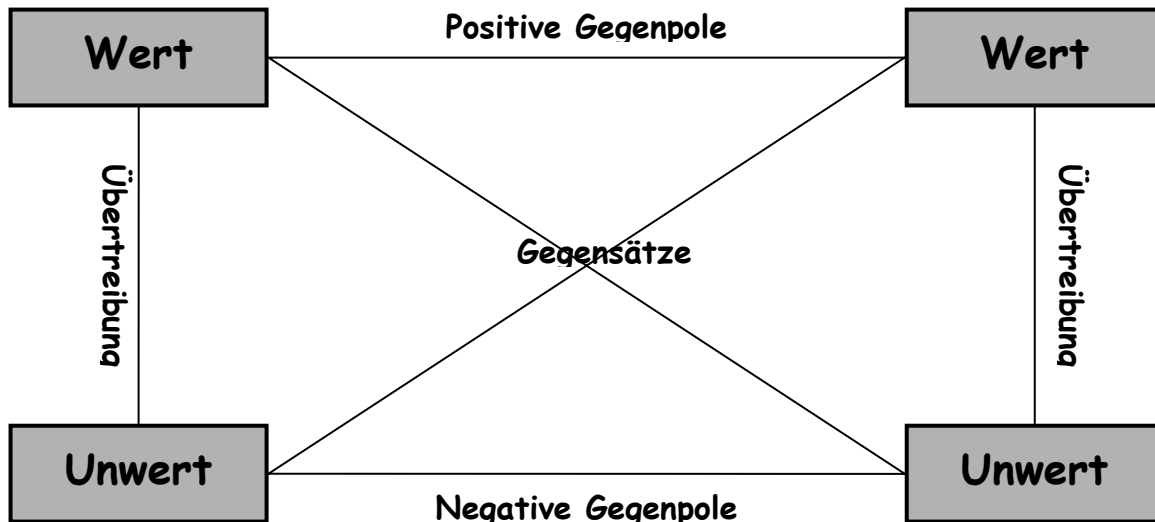 Positive Gegenpole
Wert
Wert
Übertreibung
Übertreibung
Gegensätze
Unwert
Unwert
Negative Gegenpole